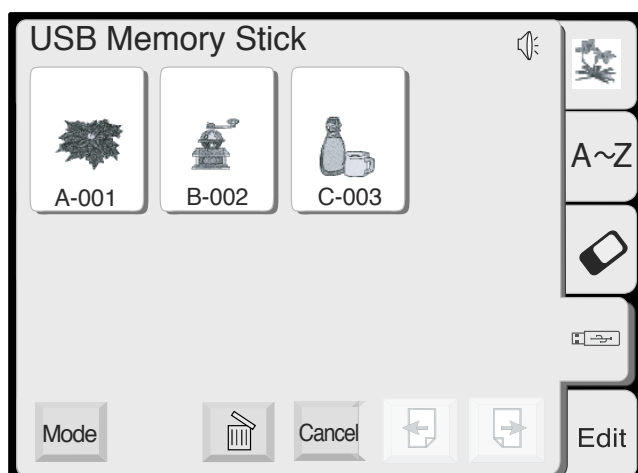 USB Memory Stick
A-001
B-002
C-003
A~Z
Mode
Cancel
Edit